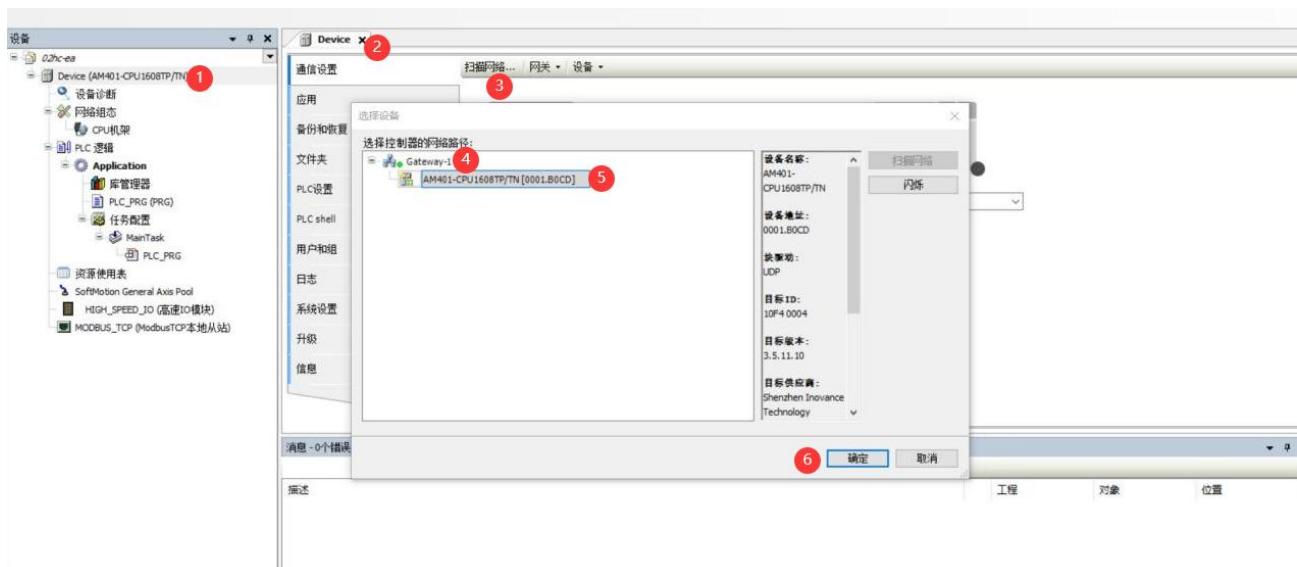 设备
02hc-ea
Device (AM401-CPU1608TP/TN)
1
设备诊断
网络组态
CPU机架
PLC 逻辑
Application
库管理器
PLC_PRG (PRG)
任务配置
MainTask
PLC_PRG
资源使用表
SoftMotion General Axis Pool
HIGH_SPEED_IO (高速IO模块)
MODBUS_TCP (ModbusTCP本地从站)
Device
2
通信设置
应用
备份和恢复
文件夹
PLC设置
PLC shell
用户和组
日志
系统设置
升级
信息
扫描网络... 网关 设备
3
选择设备
选择控制器的网络路径:
Gateway-1
4
AM401-CPU1608TP/TN [0001.B0CD]
5
设备名称:
AM401-
CPU1608TP/TN
设备地址:
0001.B0CD
块驱动:
UDP
目标ID:
10F4 0004
目标版本:
3.5.11.10
目标供应商:
Shenzhen Inovance
Technology
扫描网络
闪烁
6
确定
取消
消息 - 0个错误
描述
工程
对象
位置